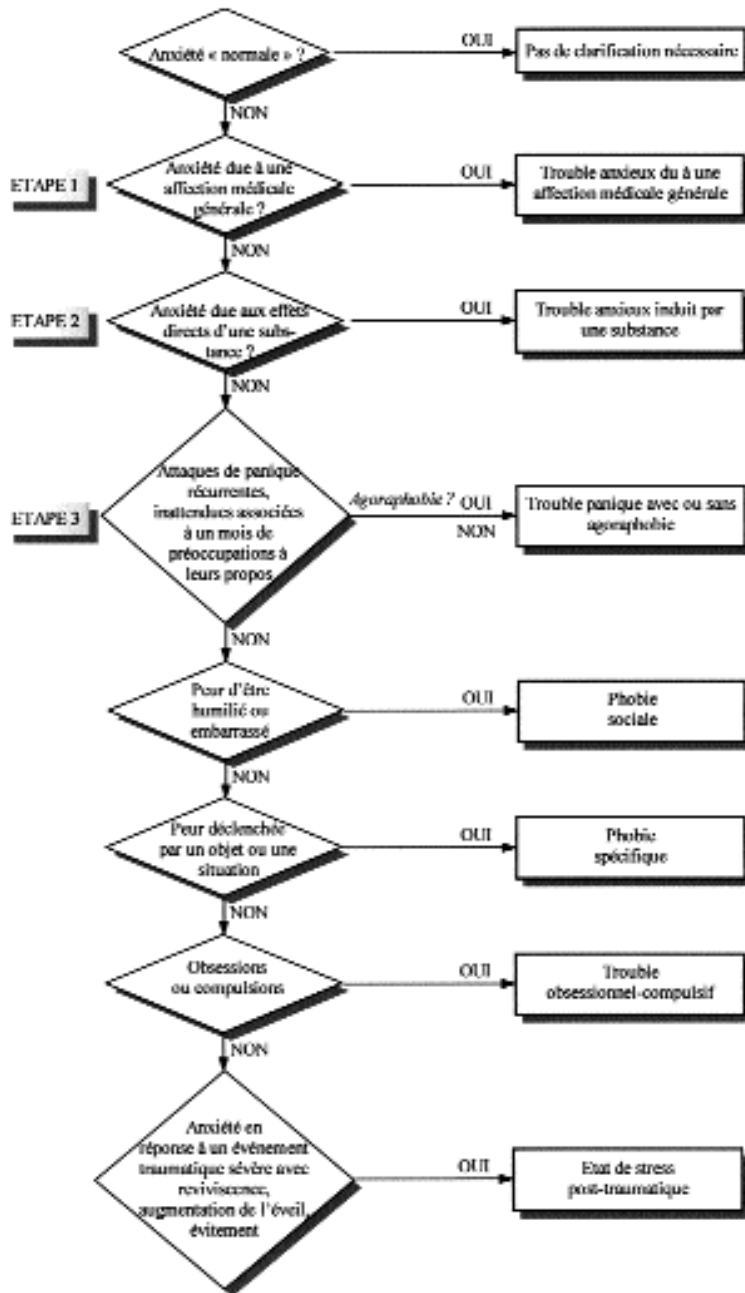 Anxiété « normale » ?
OUI
Pas de clarification nécessaire
NON
ETAPE 1
Anxiété due à une
affection médicale
générale ?
OUI
Trouble anxieux du à une
affection médicale générale
NON
ETAPE 2
Anxiété due aux effets
directs d'une subs-
tance ?
OUI
Trouble anxieux induit par
une substance
NON
ETAPE 3
Attaques de panique
récurrentes,
inattendues associées
à un mois de
préoccupations à
leurs propos
Agoraphobie ? OUI
NON
Trouble panique avec ou sans
agoraphobie
NON
Peur d'être
humilié ou
embarrassé
OUI
Phobie
sociale
NON
Peur déclenchée
par un objet ou une
situation
OUI
Phobie
spécifique
NON
Obsessions
ou compulsions
OUI
Trouble
obsessionnel-compulsif
NON
Anxiété en
réponse à un événement
traumatique sévère avec
reviviscence,
augmentation de l'éveil,
évitement
OUI
Etat de stress
post-traumatique